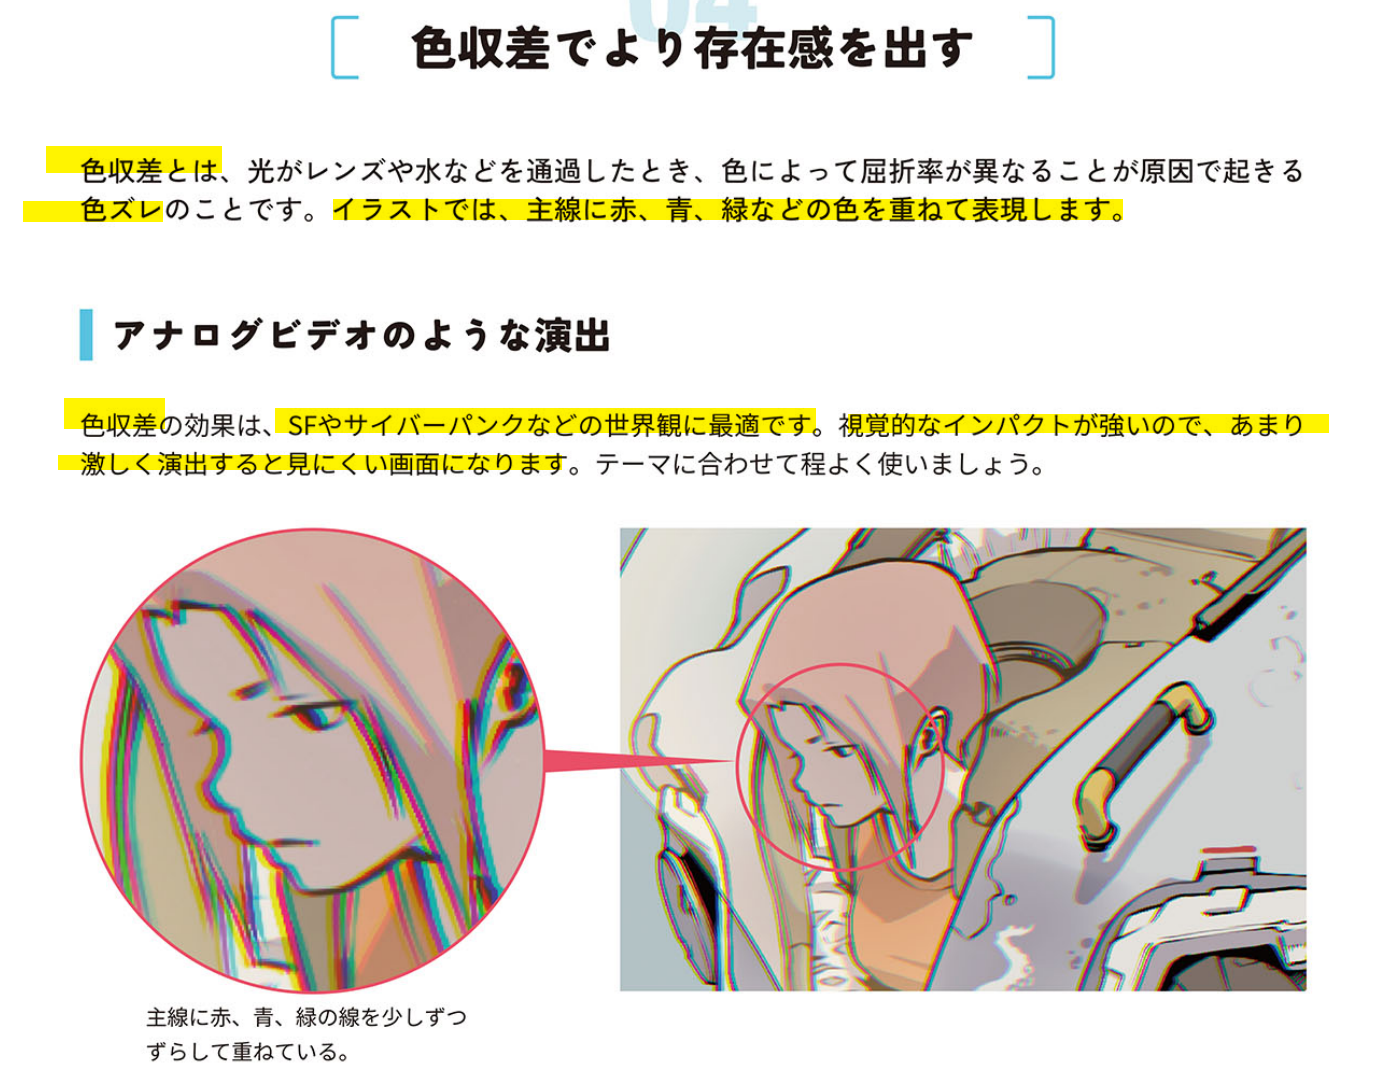 04
色収差でより存在感を出す
色収差とは、光がレンズや水などを通過したとき、色によって屈折率が異なることが原因で起きる
色ズレのことです。イラストでは、主線に赤、青、緑などの色を重ねて表現します。
アナログビデオのような演出
色収差の効果は、SFやサイバーパンクなどの世界観に最適です。視覚的なインパクトが強いので、あまり
激しく演出すると見にくい画面になります。テーマに合わせて程よく使いましょう。
主線に赤、青、緑の線を少しずつ
ずらして重ねている。